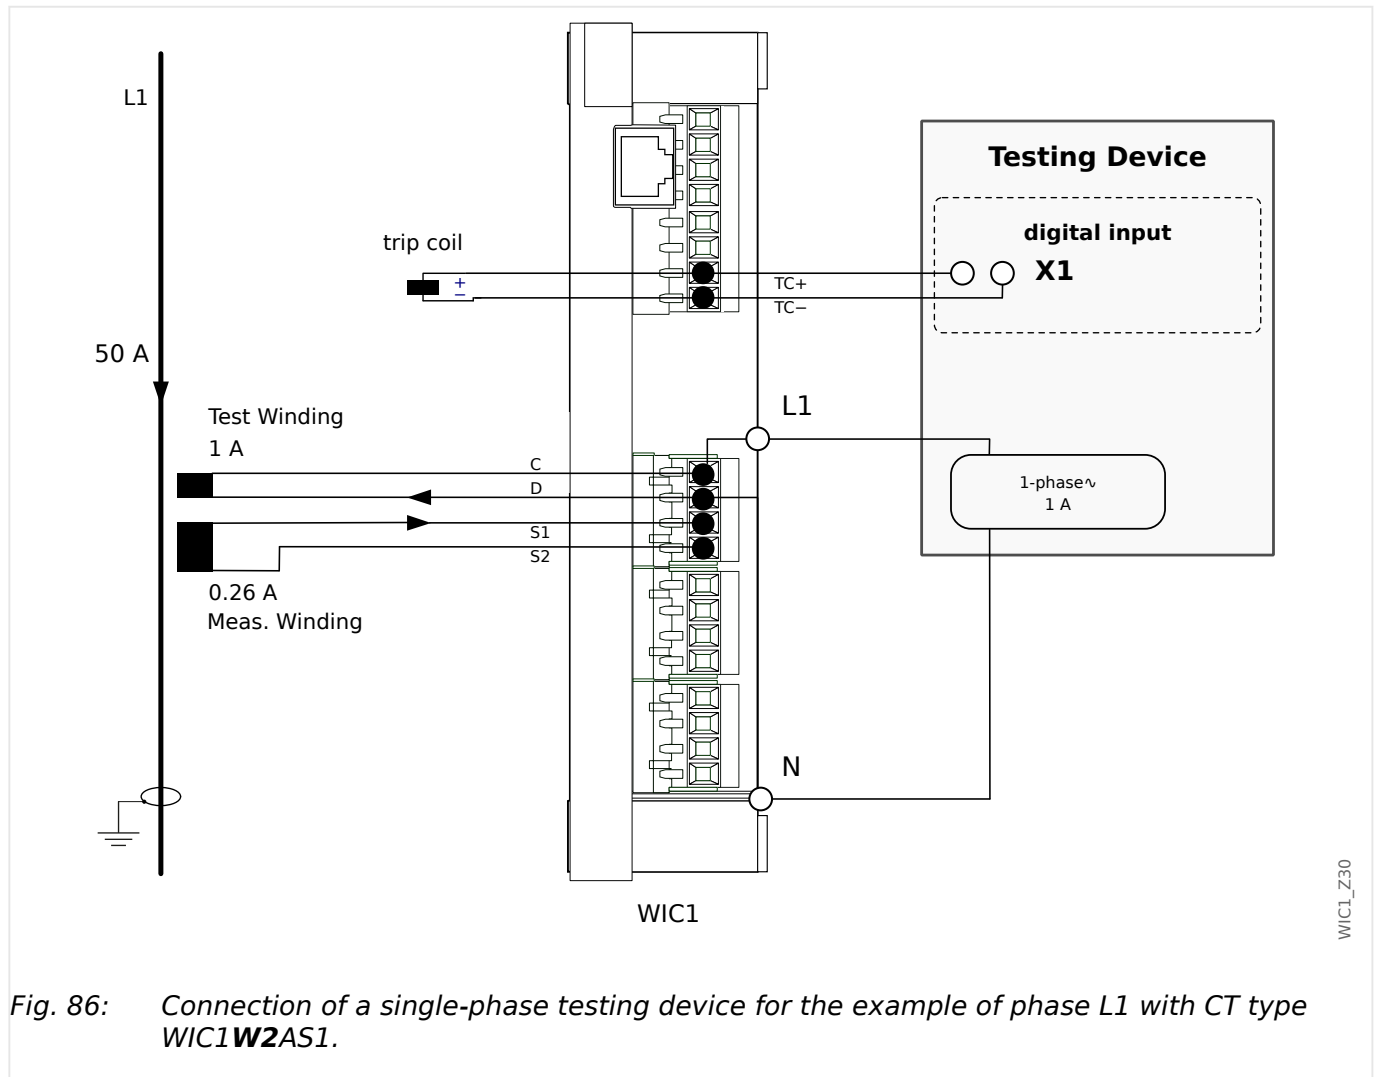 L1
Testing Device
digital input
X1
trip coil
+
−
TC+
TC−
50 A
L1
Test Winding
1 A
C
D
S1
S2
1-phase∿
1 A
0.26 A
Meas. Winding
N
WIC1
WIC1_Z30
Fig. 86: Connection of a single-phase testing device for the example of phase L1 with CT type
WIC1W2AS1.